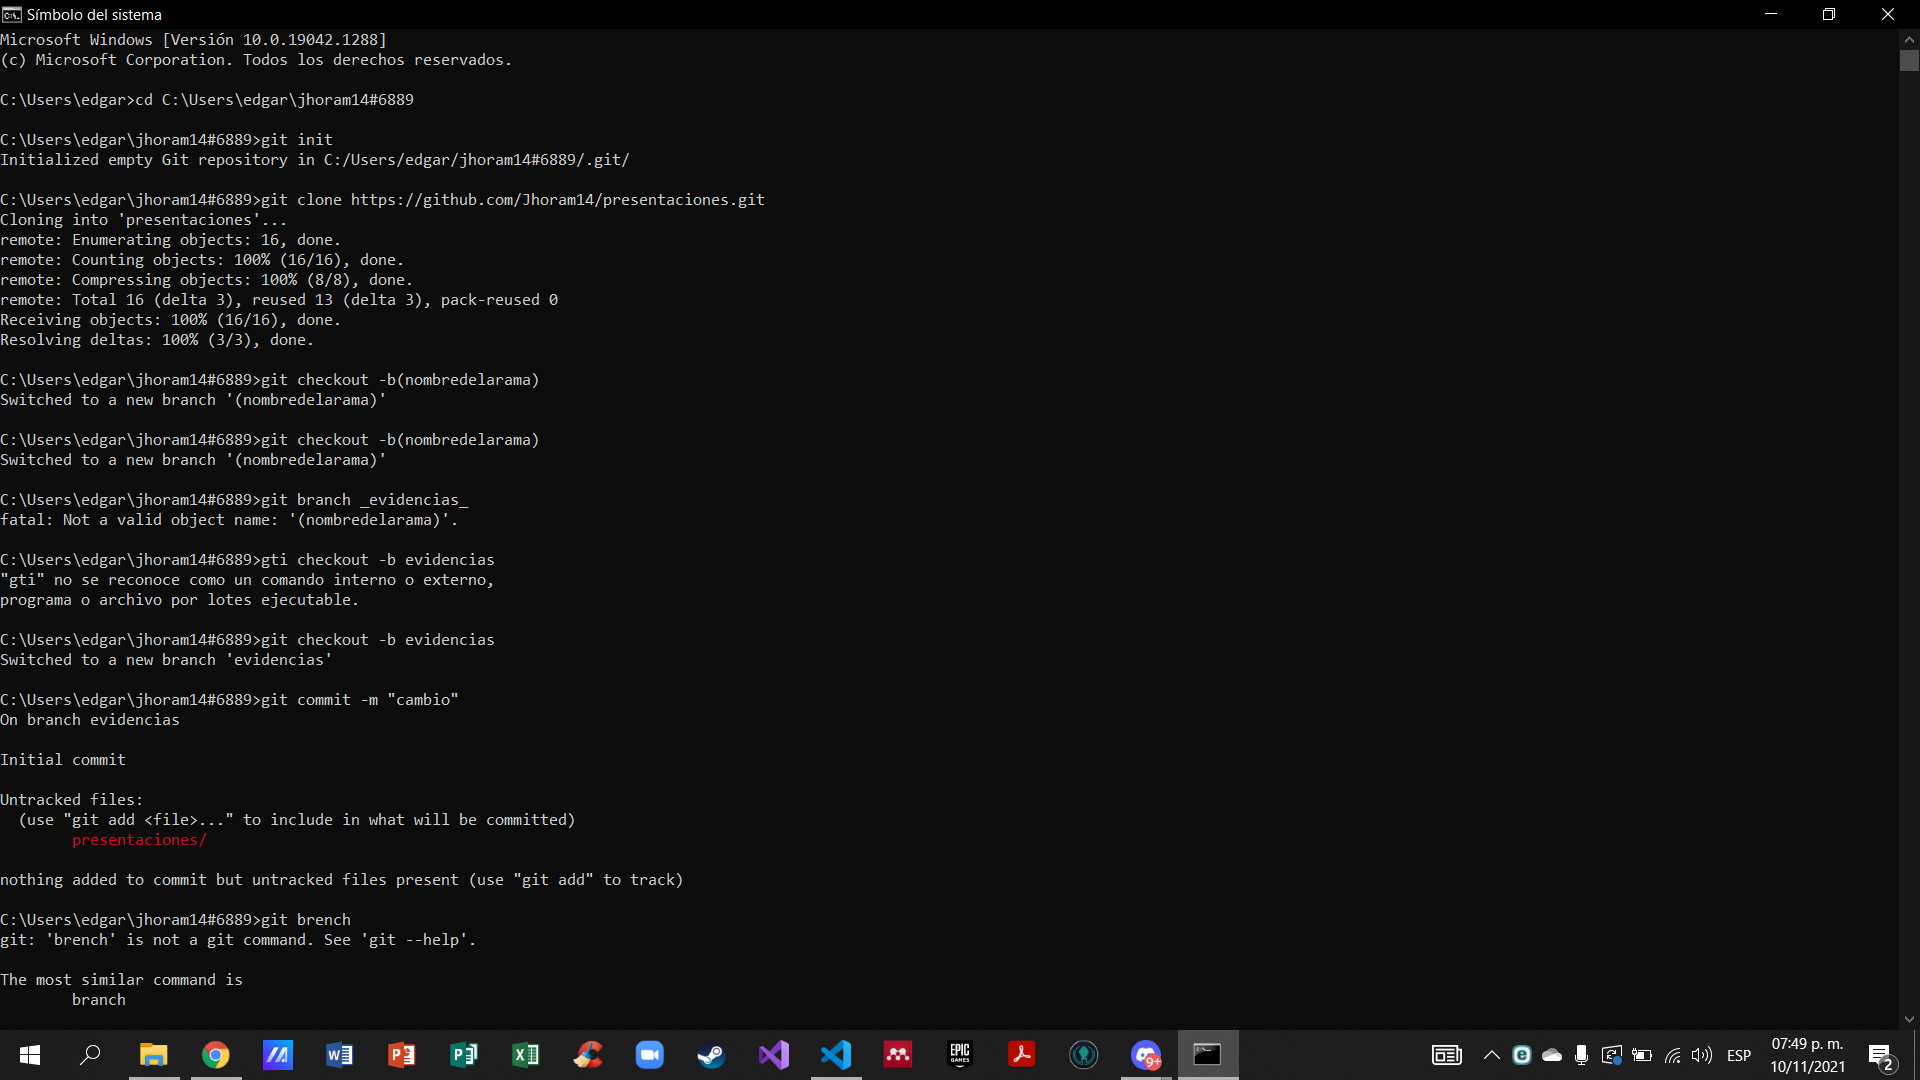 Símbolo del sistema
Microsoft Windows [Versión 10.0.19042.1288]
(c) Microsoft Corporation. Todos los derechos reservados.
C:\Users\edgar>cd C:\Users\edgar\jhoram14#6889
C:\Users\edgar\jhoram14#6889>git init
Initialized empty Git repository in C:/Users/edgar/jhoram14#6889/.git/
C:\Users\edgar\jhoram14#6889>git clone https://github.com/Jhoram14/presentaciones.git
Cloning into 'presentaciones'...
remote: Enumerating objects: 16, done.
remote: Counting objects: 100% (16/16), done.
remote: Compressing objects: 100% (8/8), done.
remote: Total 16 (delta 3), reused 13 (delta 3), pack-reused 0
Receiving objects: 100% (16/16), done.
Resolving deltas: 100% (3/3), done.
C:\Users\edgar\jhoram14#6889>git checkout -b(nombredelarama)
Switched to a new branch '(nombredelarama)'
C:\Users\edgar\jhoram14#6889>git checkout -b(nombredelarama)
Switched to a new branch '(nombredelarama)'
C:\Users\edgar\jhoram14#6889>git branch _evidencias_
fatal: Not a valid object name: '(nombredelarama)'.
C:\Users\edgar\jhoram14#6889>gti checkout -b evidencias
"gti" no se reconoce como un comando interno o externo,
programa o archivo por lotes ejecutable.
C:\Users\edgar\jhoram14#6889>git checkout -b evidencias
Switched to a new branch 'evidencias'
C:\Users\edgar\jhoram14#6889>git commit -m "cambio"
On branch evidencias
Initial commit
Untracked files:
  (use "git add <file>..." to include in what will be committed)
        presentaciones/
nothing added to commit but untracked files present (use "git add" to track)
C:\Users\edgar\jhoram14#6889>git brench
git: 'brench' is not a git command. See 'git --help'.
The most similar command is
        branch
EPIC GAMES
9+
ESP
07:49 p. m.
10/11/2021
2